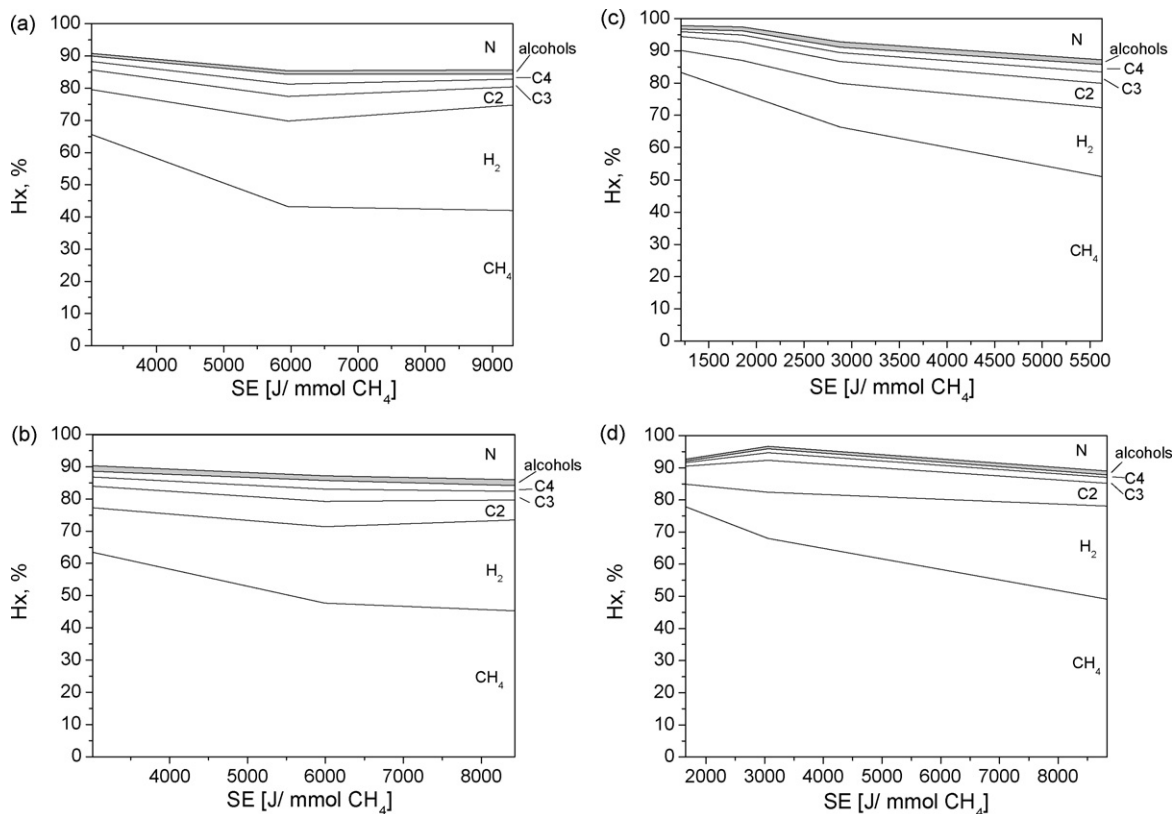 (a)
100
90
80
70
60
50
40
30
20
10
0
Hx, %
N
alcohols
C4
C3
C2
H₂
CH₄
4000 5000 6000 7000 8000 9000
SE [J/ mmol CH₄]
(c)
100
90
80
70
60
50
40
30
20
10
0
Hx, %
N
alcohols
C4
C3
C2
H₂
CH₄
1500 2000 2500 3000 3500 4000 4500 5000 5500
SE [J/ mmol CH₄]
(b)
100
90
80
70
60
50
40
30
20
10
0
Hx, %
N
alcohols
C4
C3
C2
H₂
CH₄
4000 5000 6000 7000 8000
SE [J/ mmol CH₄]
(d)
100
90
80
70
60
50
40
30
20
10
0
Hx, %
N
alcohols
C4
C3
C2
H₂
CH₄
2000 3000 4000 5000 6000 7000 8000
SE [J/ mmol CH₄]